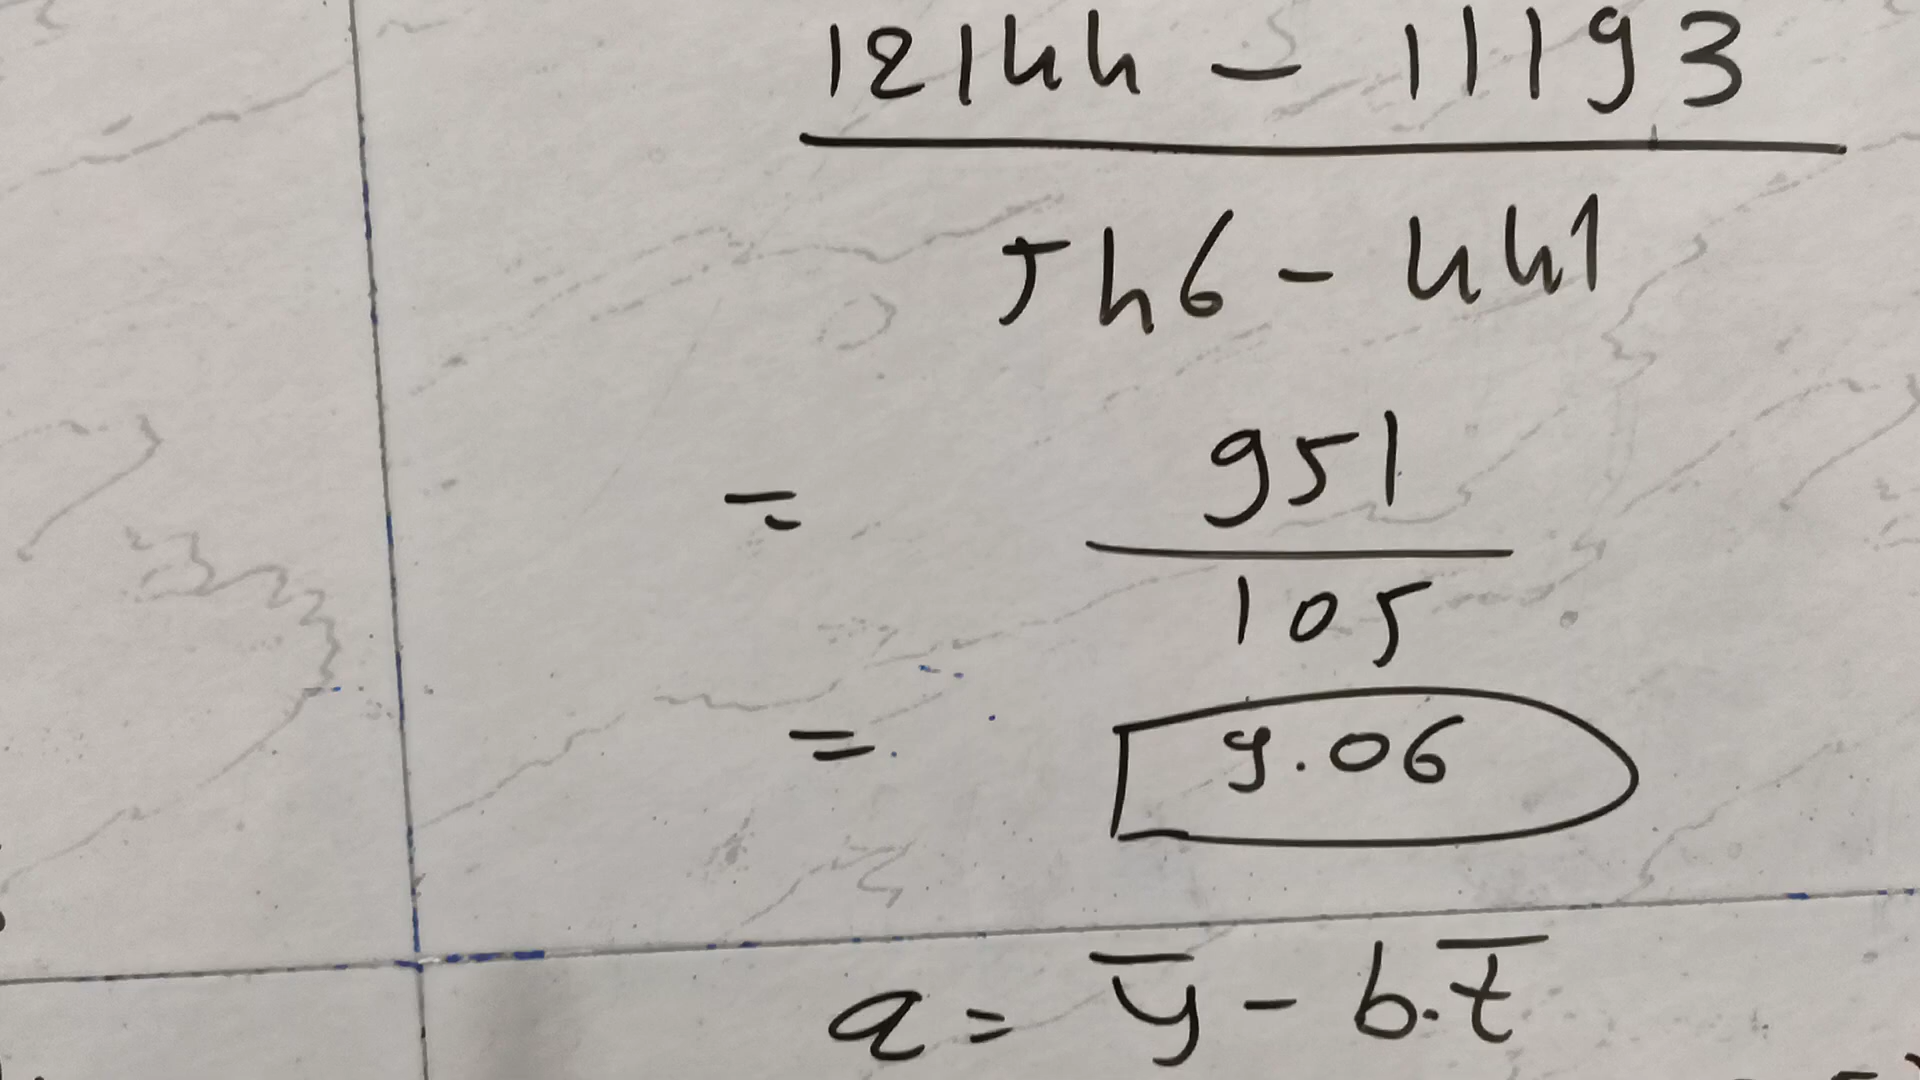 12144 - 11193
546 - 441
= 951
105
= 9.06
a = y̅ - b.t̅